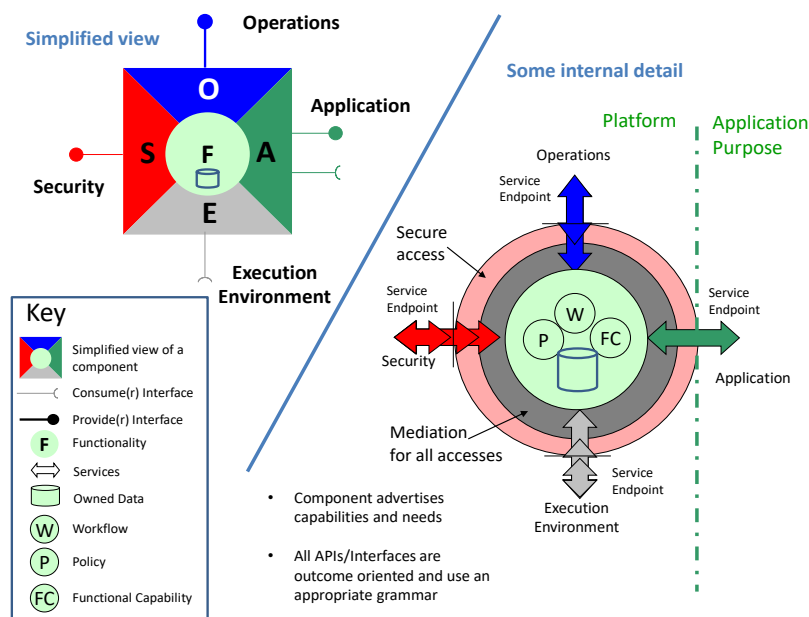 Simplified view
Operations
O
S
F
A
E
Application
Security
Execution
Environment
Key
Simplified view of a
component
Consume(r) Interface
Provide(r) Interface
F
Functionality
Services
Owned Data
W
Workflow
P
Policy
FC
Functional Capability
Some internal detail
Platform
Application
Purpose
Operations
Service
Endpoint
Secure
access
Service
Endpoint
Security
W
P
FC
Service
Endpoint
Application
Mediation
for all accesses
Service
Endpoint
Execution
Environment
• Component advertises
capabilities and needs
• All APIs/Interfaces are
outcome oriented and use an
appropriate grammar